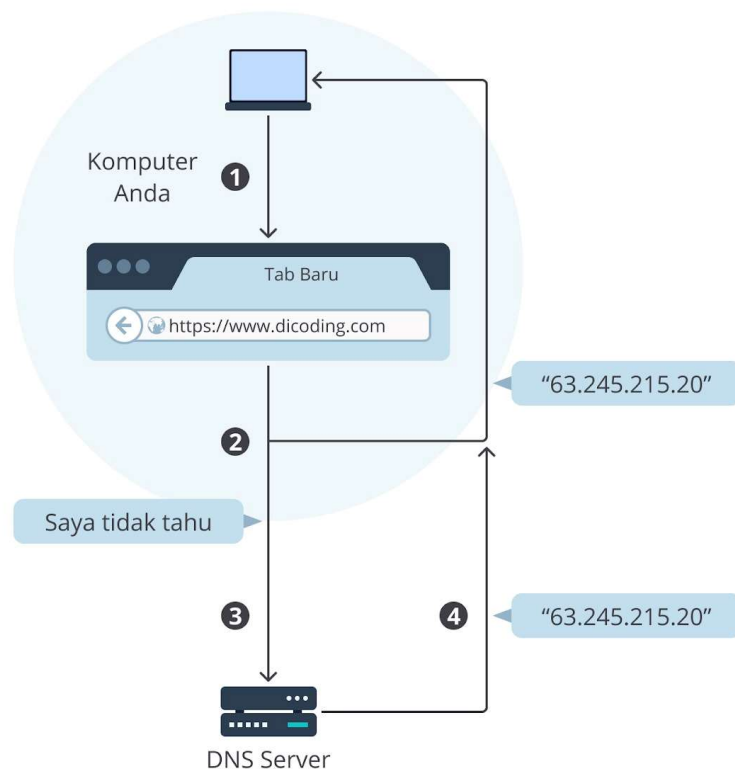 Komputer
Anda
1
Tab Baru
https://www.dicoding.com
“63.245.215.20”
2
Saya tidak tahu
3
4
“63.245.215.20”
DNS Server